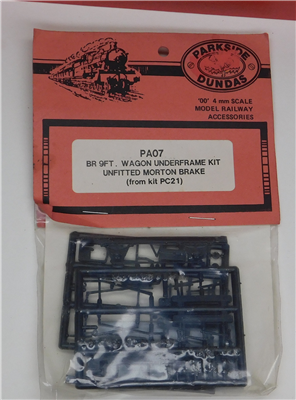 PARKSIDE
DUNDAS
'OO' 4 mm SCALE
MODEL RAILWAY
ACCESSORIES
PA07
BR 9FT. WAGON UNDERFRAME KIT
UNFITTED MORTON BRAKE
(from kit PC21)